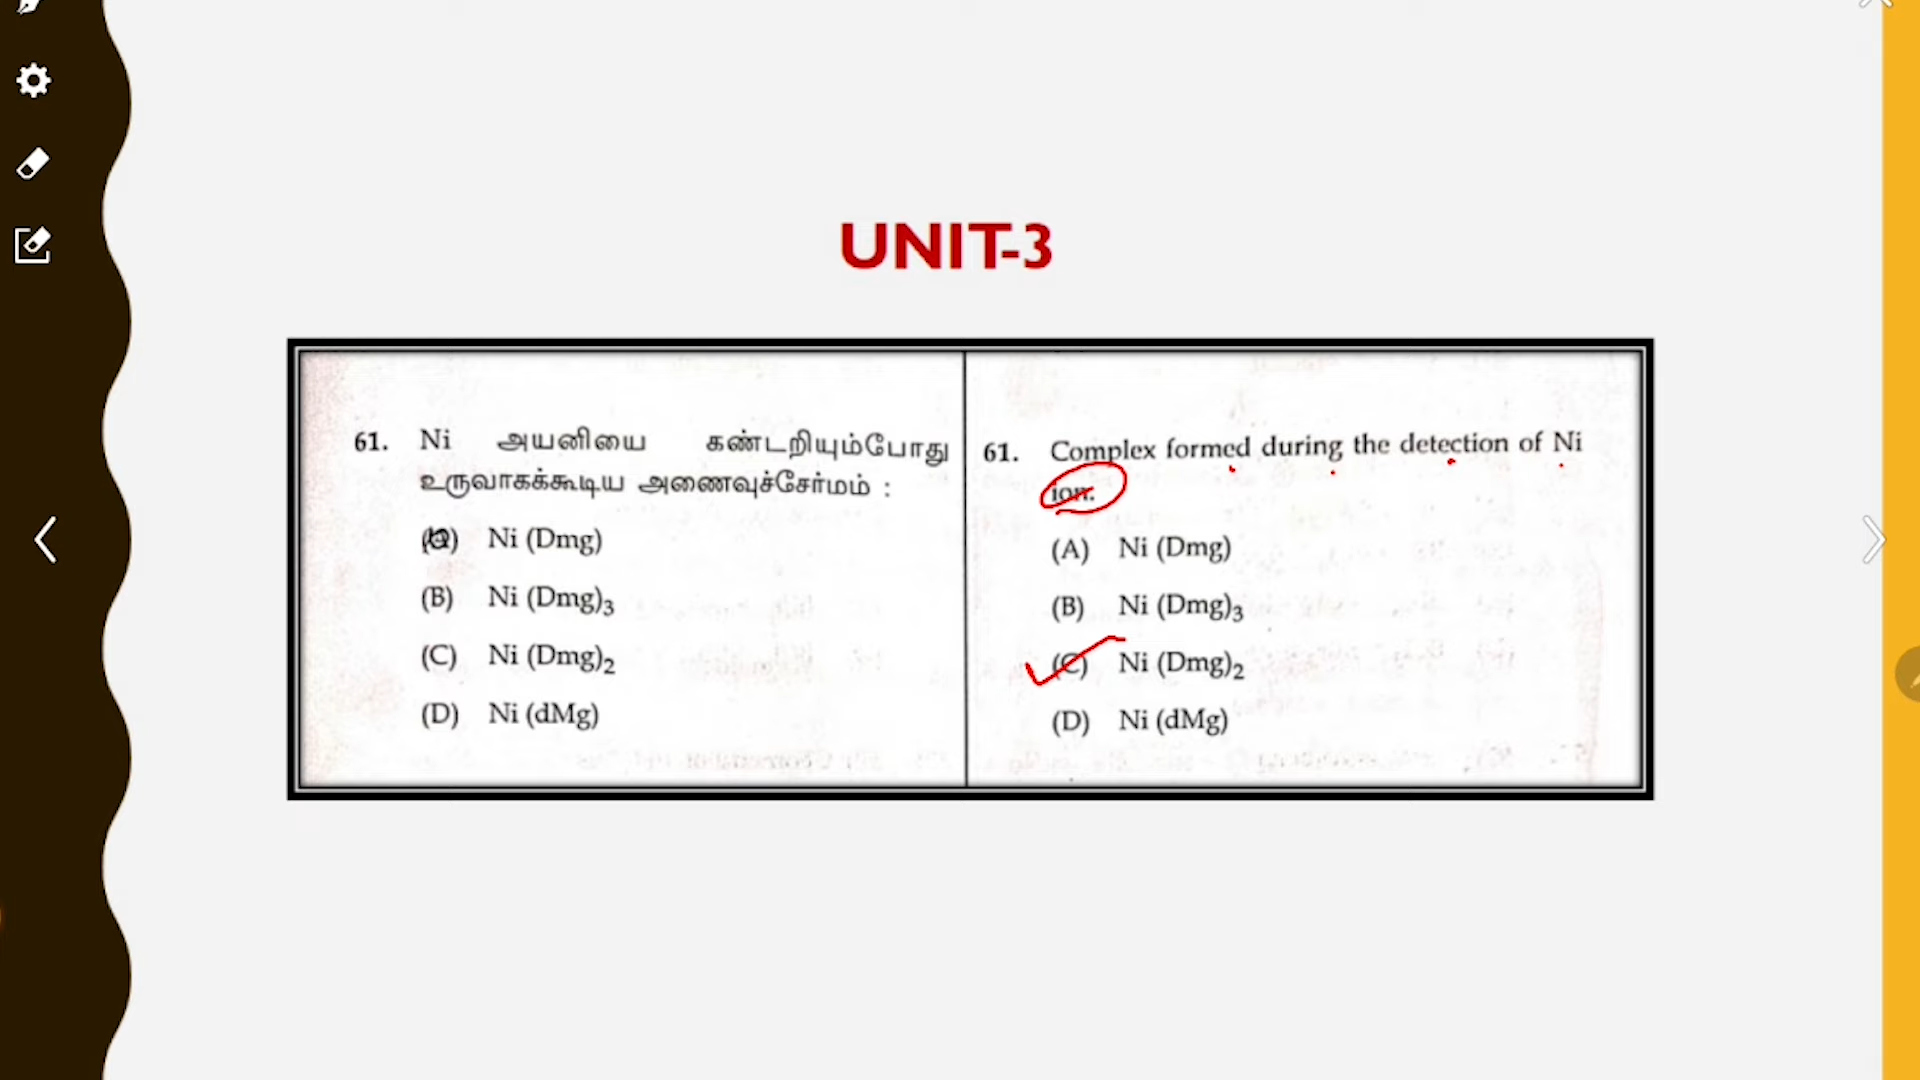 UNIT-3
61. Ni அயனியை கண்டறியும்போது
உருவாகக்கூடிய அணைவுச்சேர்மம் :
Ni (Dmg)
(B) Ni (Dmg)3
(C) Ni (Dmg)2
(D) Ni (dMg)
61. Complex formed during the detection of Ni
ion.
(A) Ni (Dmg)
(B) Ni (Dmg)3
(C) Ni (Dmg)2
(D) Ni (dMg)